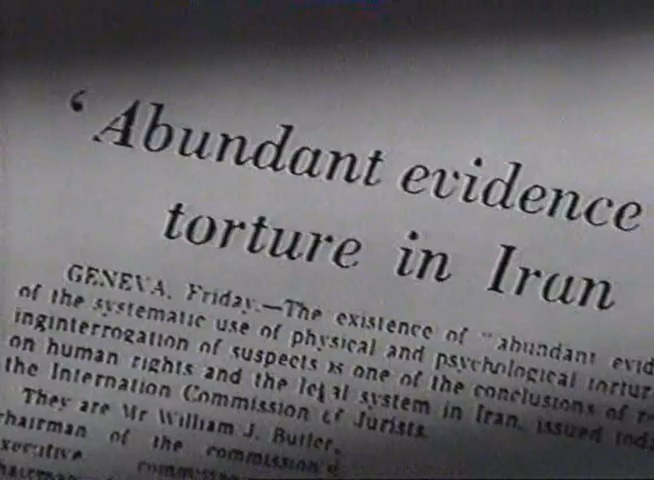 ‘Abundant evidence
torture in Iran
GENEVA, Friday.—The existence of "abundant evid
of the systematic use of physical and psychological tortur
inginterrogation of suspects is one of the conclusions of
on human rights and the legal system in Iran, issued
the Internation Commission of Jurists.
They are Mr William J. Butler,
chairman of the commission's
xecutive